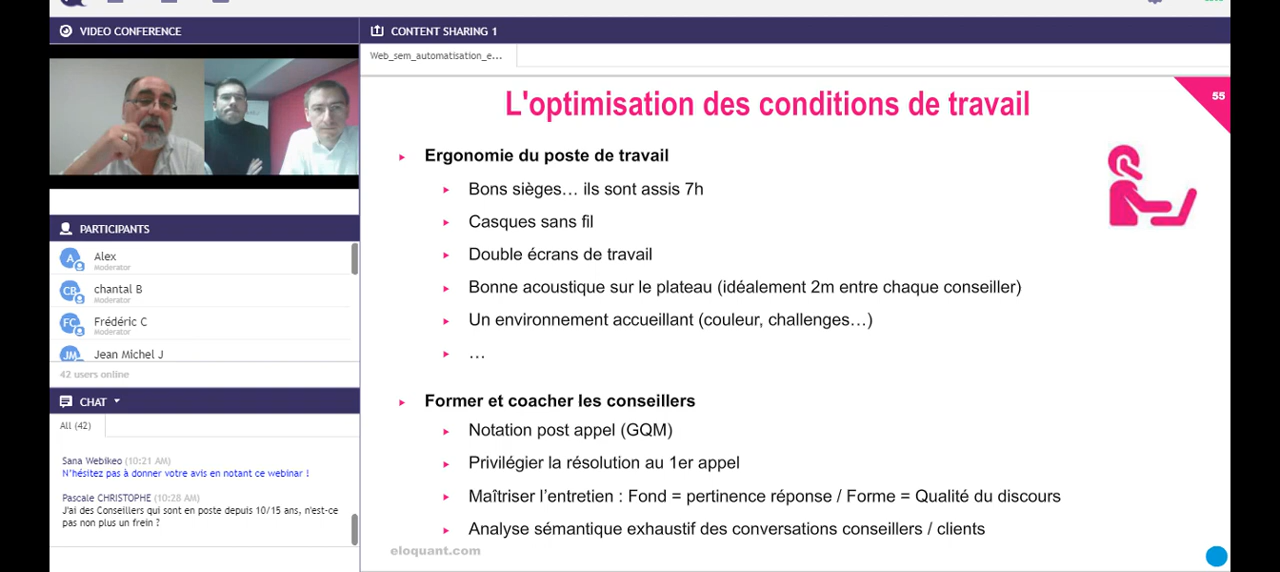 VIDEO CONFERENCE
CONTENT SHARING 1
Web_sem_automatisation_e...
55
L'optimisation des conditions de travail
Ergonomie du poste de travail
Bons sièges… ils sont assis 7h
Casques sans fil
Double écrans de travail
Bonne acoustique sur le plateau (idéalement 2m entre chaque conseiller)
Un environnement accueillant (couleur, challenges…)
…
Former et coacher les conseillers
Notation post appel (GQM)
Privilégier la résolution au 1er appel
Maîtriser l'entretien : Fond = pertinence réponse / Forme = Qualité du discours
Analyse sémantique exhaustif des conversations conseillers / clients
eloquant.com
PARTICIPANTS
A
Alex
Moderator
CB
chantal B
Moderator
FC
Frédéric C
Moderator
JM
Jean Michel J
42 users online
CHAT
All (42)
Sana Webikeo (10:21 AM)
N'hésitez pas à donner votre avis en notant ce webinar !
Pascale CHRISTOPHE (10:28 AM)
J'ai des Conseillers qui sont en poste depuis 10/15 ans, n'est-ce
pas non plus un frein ?